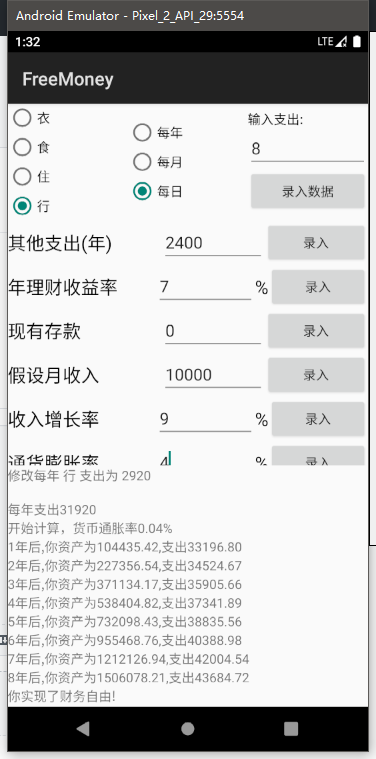 Android Emulator - Pixel_2_API_29:5554
1:32
LTE
FreeMoney
衣
食
住
行
每年
每月
每日
输入支出:
8
录入数据
其他支出(年) 2400 录入
年理财收益率 7 % 录入
现有存款 0 录入
假设月收入 10000 录入
收入增长率 9 % 录入
通货膨胀率 4 % 录入
修改每年 行 支出为 2920
每年支出31920
开始计算，货币通胀率0.04%
1年后,你资产为104435.42,支出33196.80
2年后,你资产为227356.54,支出34524.67
3年后,你资产为371134.17,支出35905.66
4年后,你资产为538404.82,支出37341.89
5年后,你资产为732098.43,支出38835.56
6年后,你资产为955468.76,支出40388.98
7年后,你资产为1212126.94,支出42004.54
8年后,你资产为1506078.21,支出43684.72
你实现了财务自由!